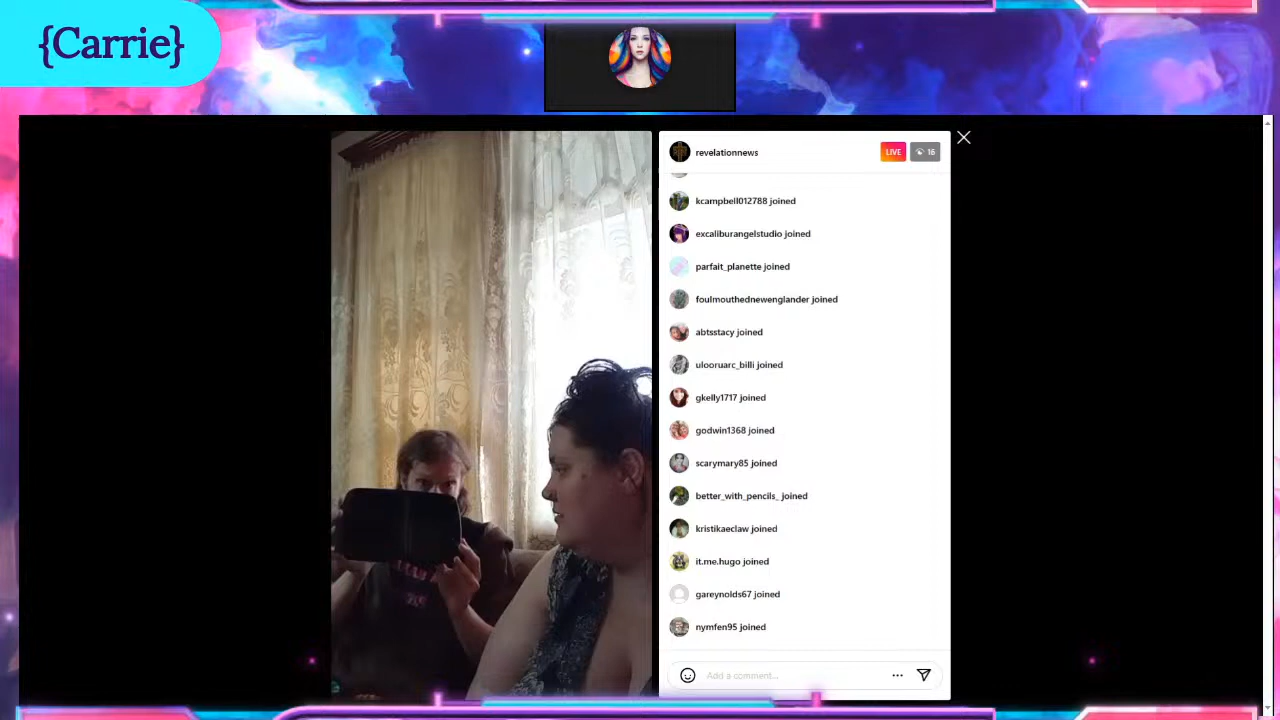 {Carrie}
revelationnews
LIVE
16
kcampbell012788 joined
excaliburangelstudio joined
parfait_planette joined
foulmouthednewenglander joined
abtsstacy joined
ulooruarc_billi joined
gkelly1717 joined
godwin1368 joined
scarymary85 joined
better_with_pencils_ joined
kristikaeclaw joined
it.me.hugo joined
gareynolds67 joined
nymfen95 joined
Add a comment...